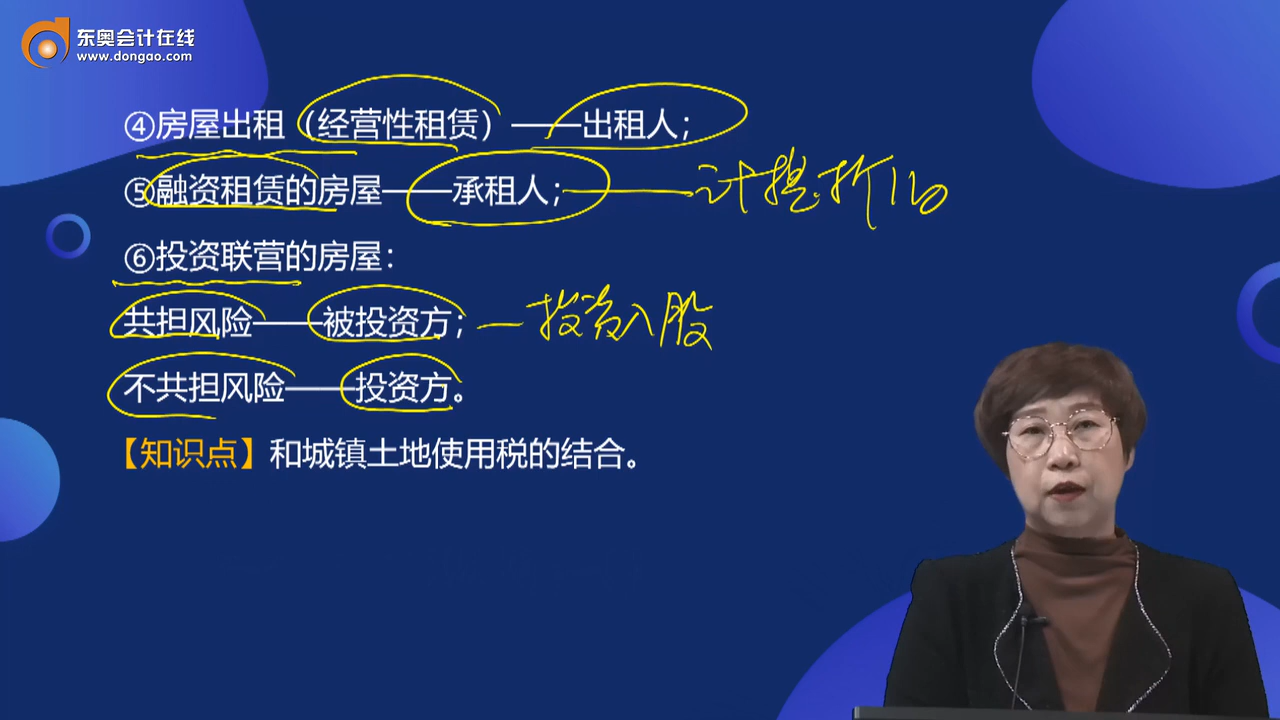 东奥会计在线
www.dongao.com
④房屋出租（经营性租赁）——出租人；
⑤融资租赁的房屋——承租人；——计提折旧
⑥投资联营的房屋：
共担风险——被投资方；—投资入股
不共担风险——投资方。
【知识点】和城镇土地使用税的结合。